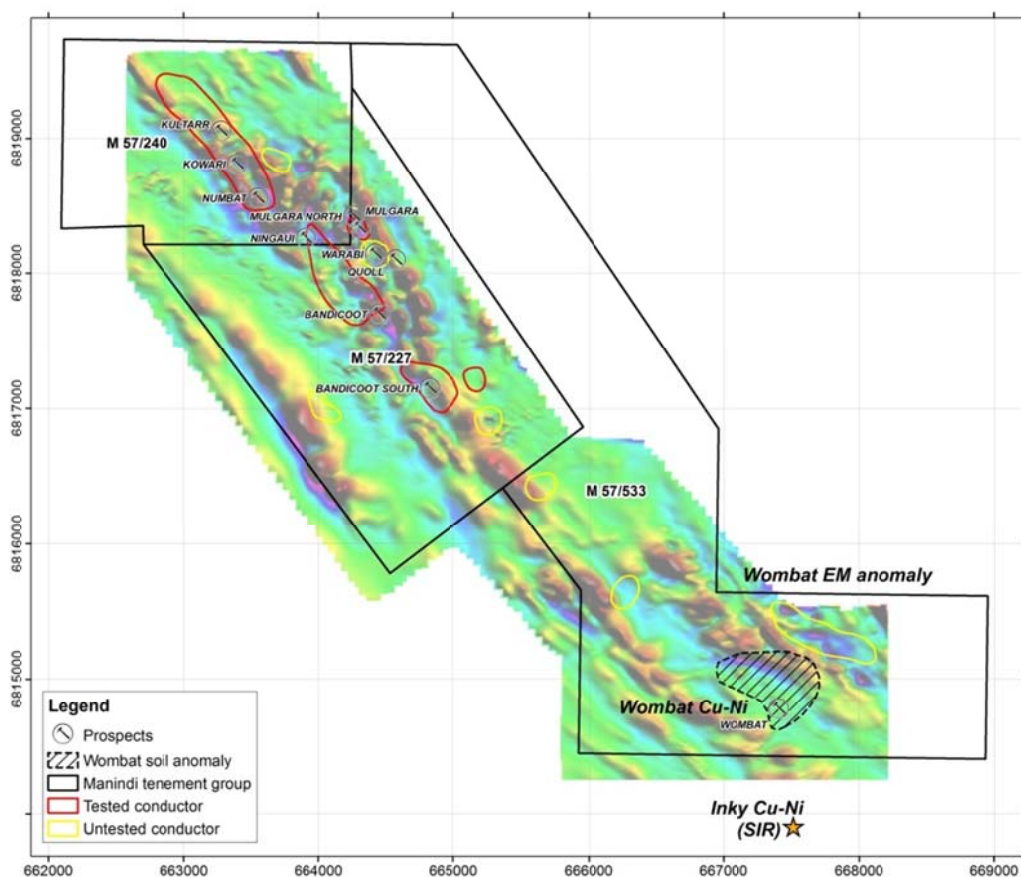 6819000
6818000
6817000
6816000
6815000
KULTARR
M 57/240
KOWARI
NUMBAT
MULGARA NORTH
MULGARA
NINGAUI
WARABI
QUOLL
BANDICOOT
M 57/227
BANDICOOT SOUTH
M 57/533
Wombat EM anomaly
Wombat Cu-Ni
WOMBAT
Inky Cu-Ni
(SIR)
Legend
Prospects
Wombat soil anomaly
Manindi tenement group
Tested conductor
Untested conductor
662000 663000 664000 665000 666000 667000 668000 669000